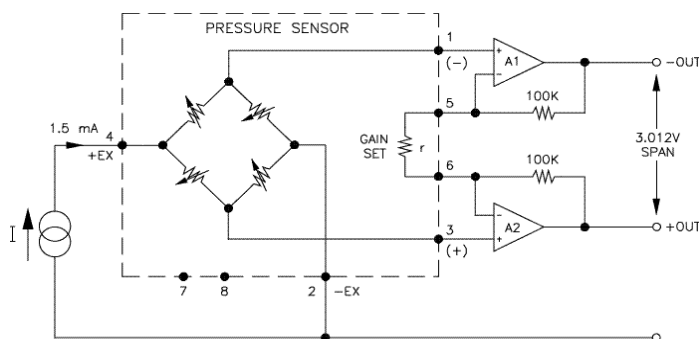 PRESSURE SENSOR
1
(-)
+
A1
-
-OUT
1.5 mA
4
+EX
5
100K
GAIN
SET
r
3.012V
SPAN
6
100K
I
3
(+)
-
A2
+
+OUT
7
8
2
-EX